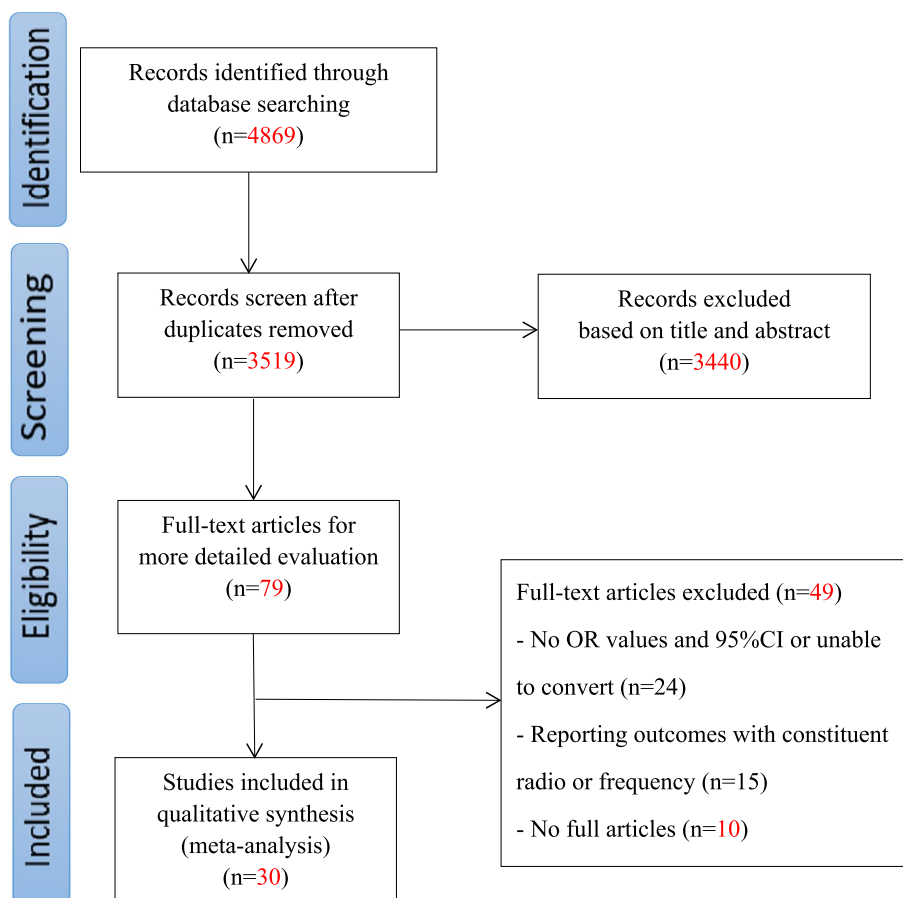 Identification
Records identified through
database searching
(n=4869)
Screening
Records screen after
duplicates removed
(n=3519)
Records excluded
based on title and abstract
(n=3440)
Eligibility
Full-text articles for
more detailed evaluation
(n=79)
Full-text articles excluded (n=49)
- No OR values and 95%CI or unable
to convert (n=24)
- Reporting outcomes with constituent
radio or frequency (n=15)
- No full articles (n=10)
Included
Studies included in
qualitative synthesis
(meta-analysis)
(n=30)